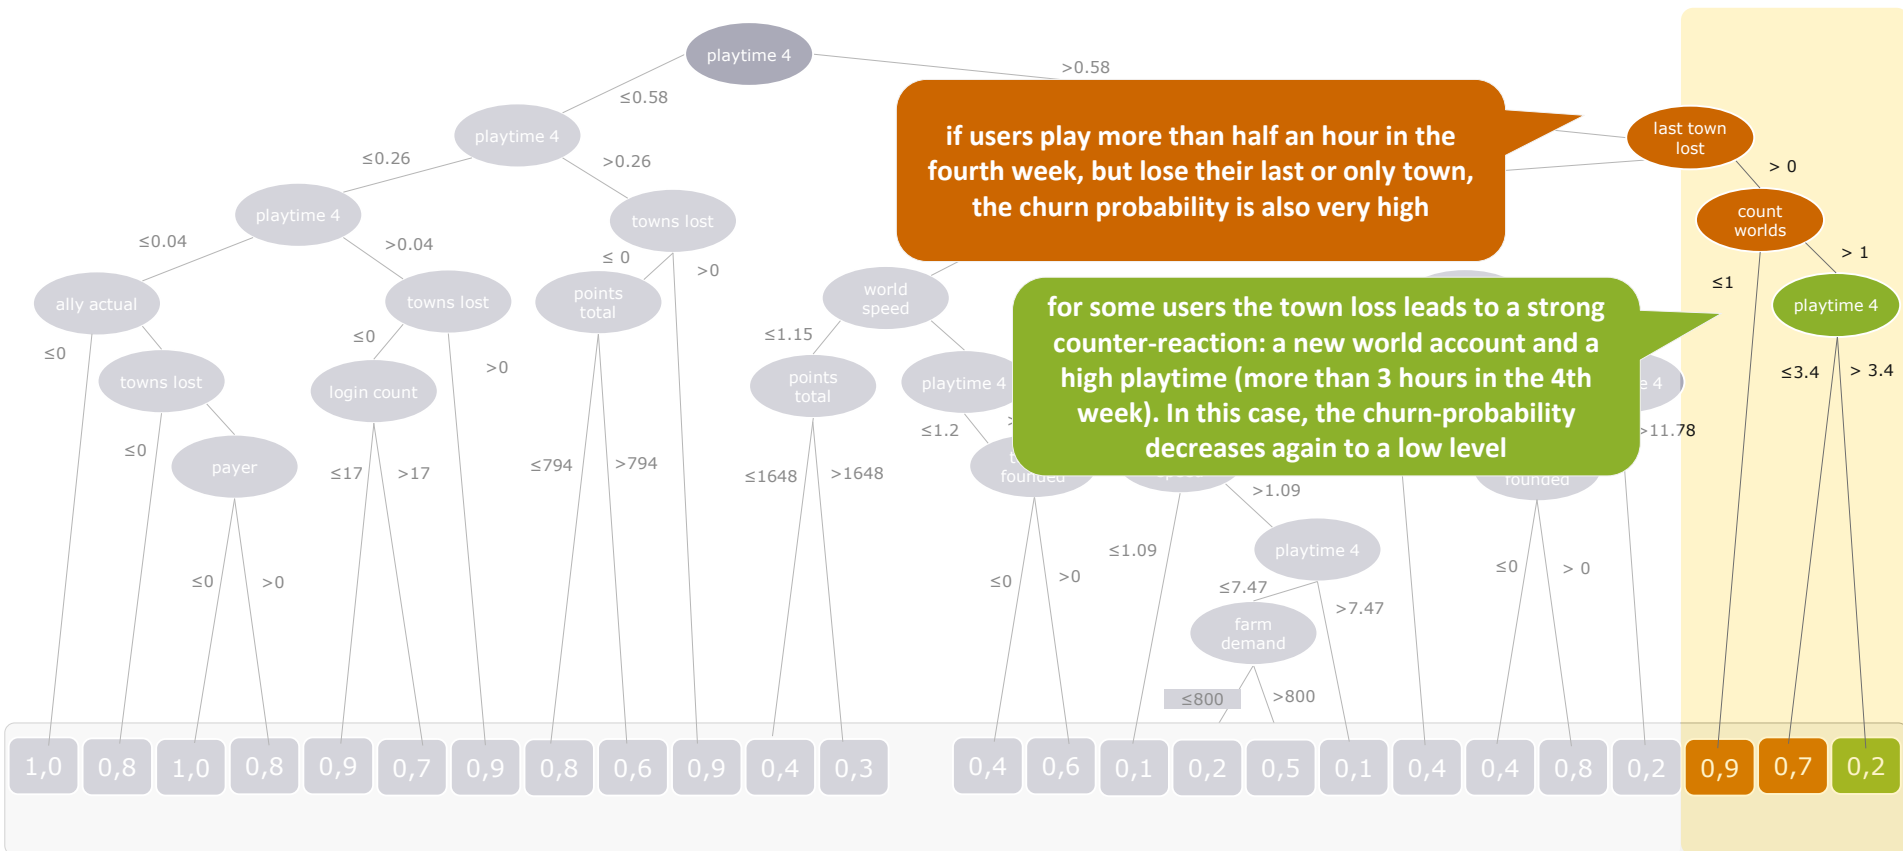 playtime 4
>0.58
≤0.58
if users play more than half an hour in the
fourth week, but lose their last or only town,
the churn probability is also very high
last town
lost
playtime 4
≤0.26
>0.26
> 0
playtime 4
towns lost
count
worlds
≤0.04
>0.04
≤ 0
>0
> 1
≤1
ally actual
towns lost
points
total
world
speed
playtime 4
for some users the town loss leads to a strong
counter-reaction: a new world account and a
high playtime (more than 3 hours in the 4th
week). In this case, the churn-probability
decreases again to a low level
≤0
≤0
>0
≤1.15
≤3.4
> 3.4
towns lost
login count
points
total
playtime 4
e 4
≤0
≤1.2
>11.78
payer
≤17
>17
≤794
>794
≤1648
>1648
founded
speed
>1.09
founded
≤1.09
playtime 4
≤0
>0
≤0
>0
≤0
> 0
≤7.47
>7.47
farm
demand
≤800
>800
1,0 0,8 1,0 0,8 0,9 0,7 0,9 0,8 0,6 0,9 0,4 0,3 0,4 0,6 0,1 0,2 0,5 0,1 0,4 0,4 0,8 0,2 0,9 0,7 0,2